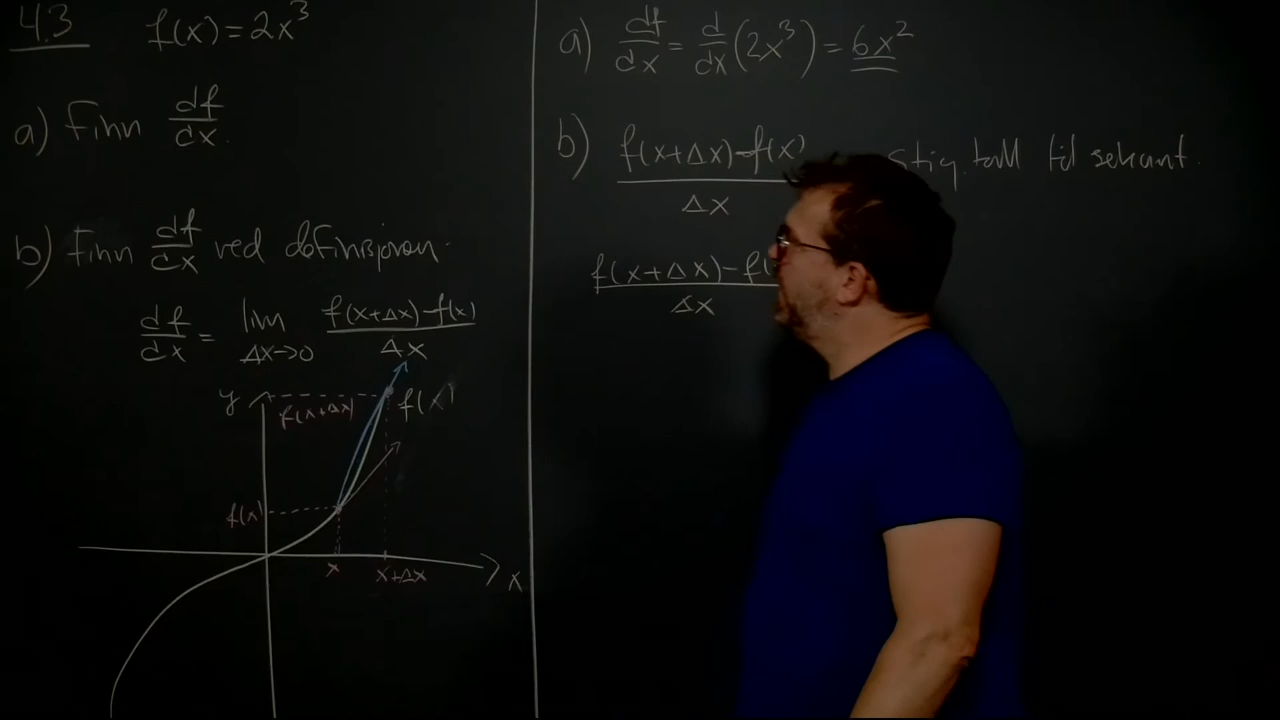 4.3 f(x) = 2x³
a) Finn df/dx.
b) Finn df/dx ved definisjonen.
df/dx = lim Δx→0 f(x+Δx)-f(x)/Δx
y
f(x+Δx)
f(x)
f(x)
x
x+Δx
x
a) df/dx = d/dx (2x³) = 6x²
b) f(x+Δx)-f(x)/Δx Stig. tall til sekant.
f(x+Δx)-f(/Δx